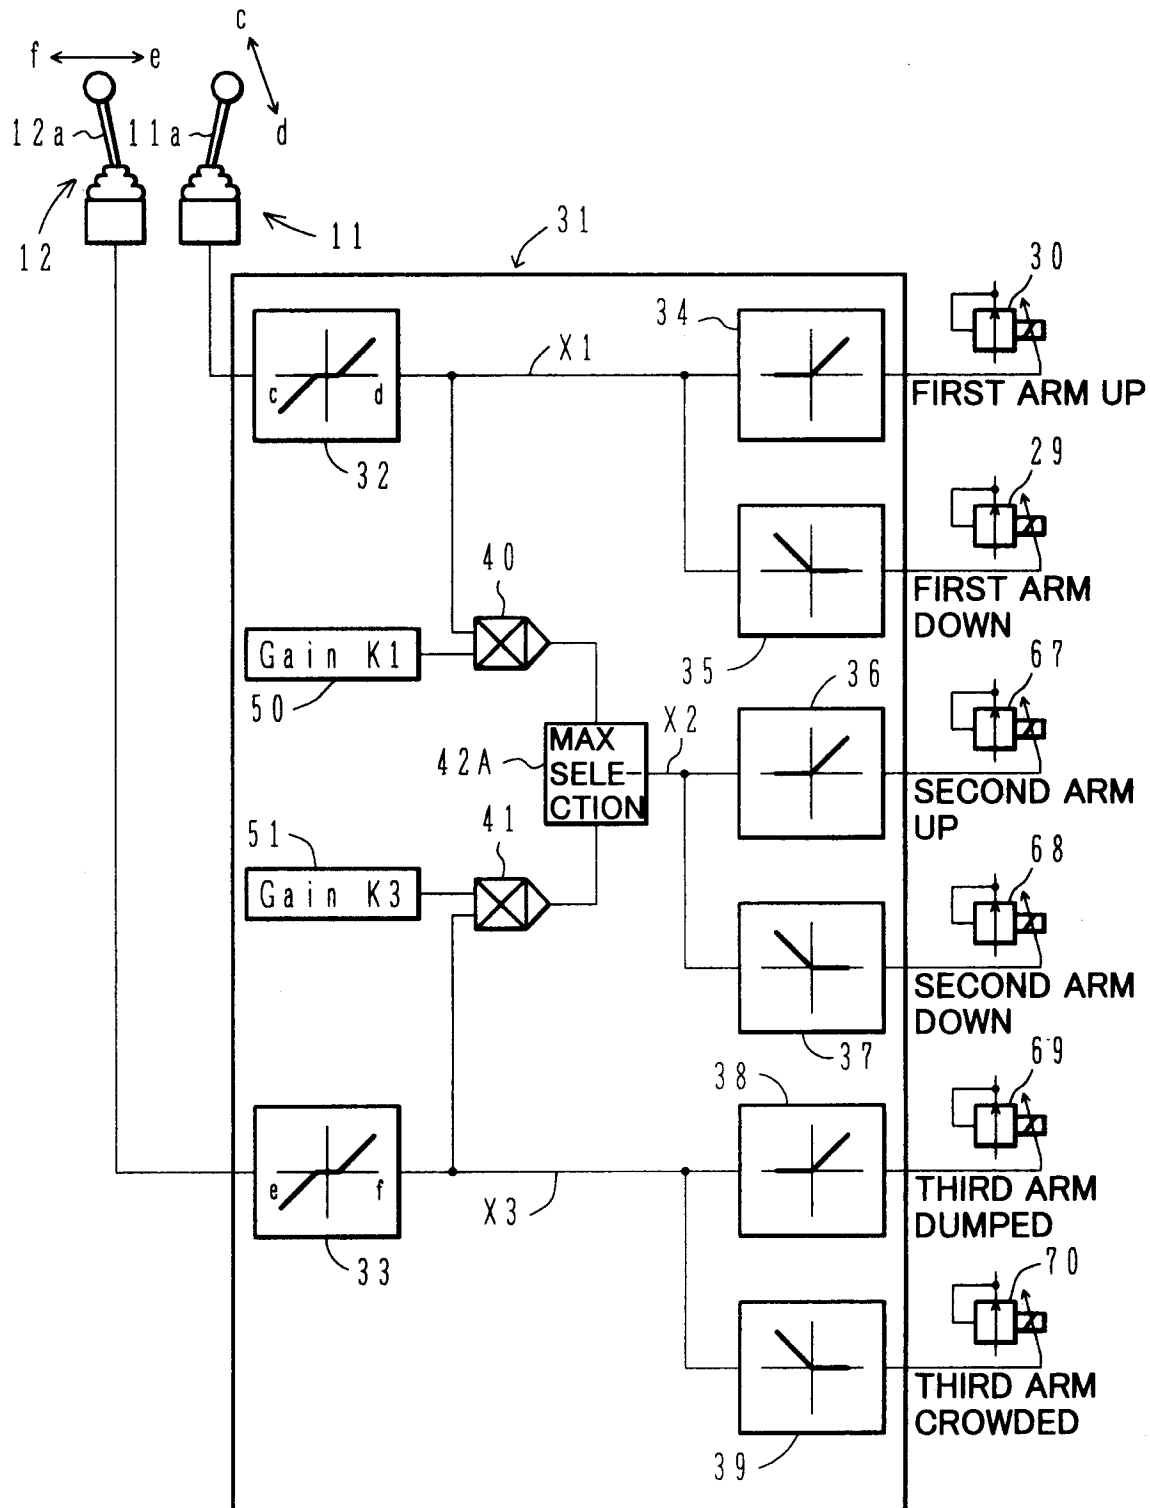 c
f
e
12a
11a
d
12
11
31
30
34
X1
c
d
FIRST ARM UP
32
29
40
FIRST ARM
DOWN
Gain K1
35
36
67
50
X2
42A
MAX
SELE-
CTION
SECOND ARM
UP
51
41
68
Gain K3
SECOND ARM
DOWN
37
38
69
e
f
X3
THIRD ARM
DUMPED
33
70
THIRD ARM
CROWDED
39